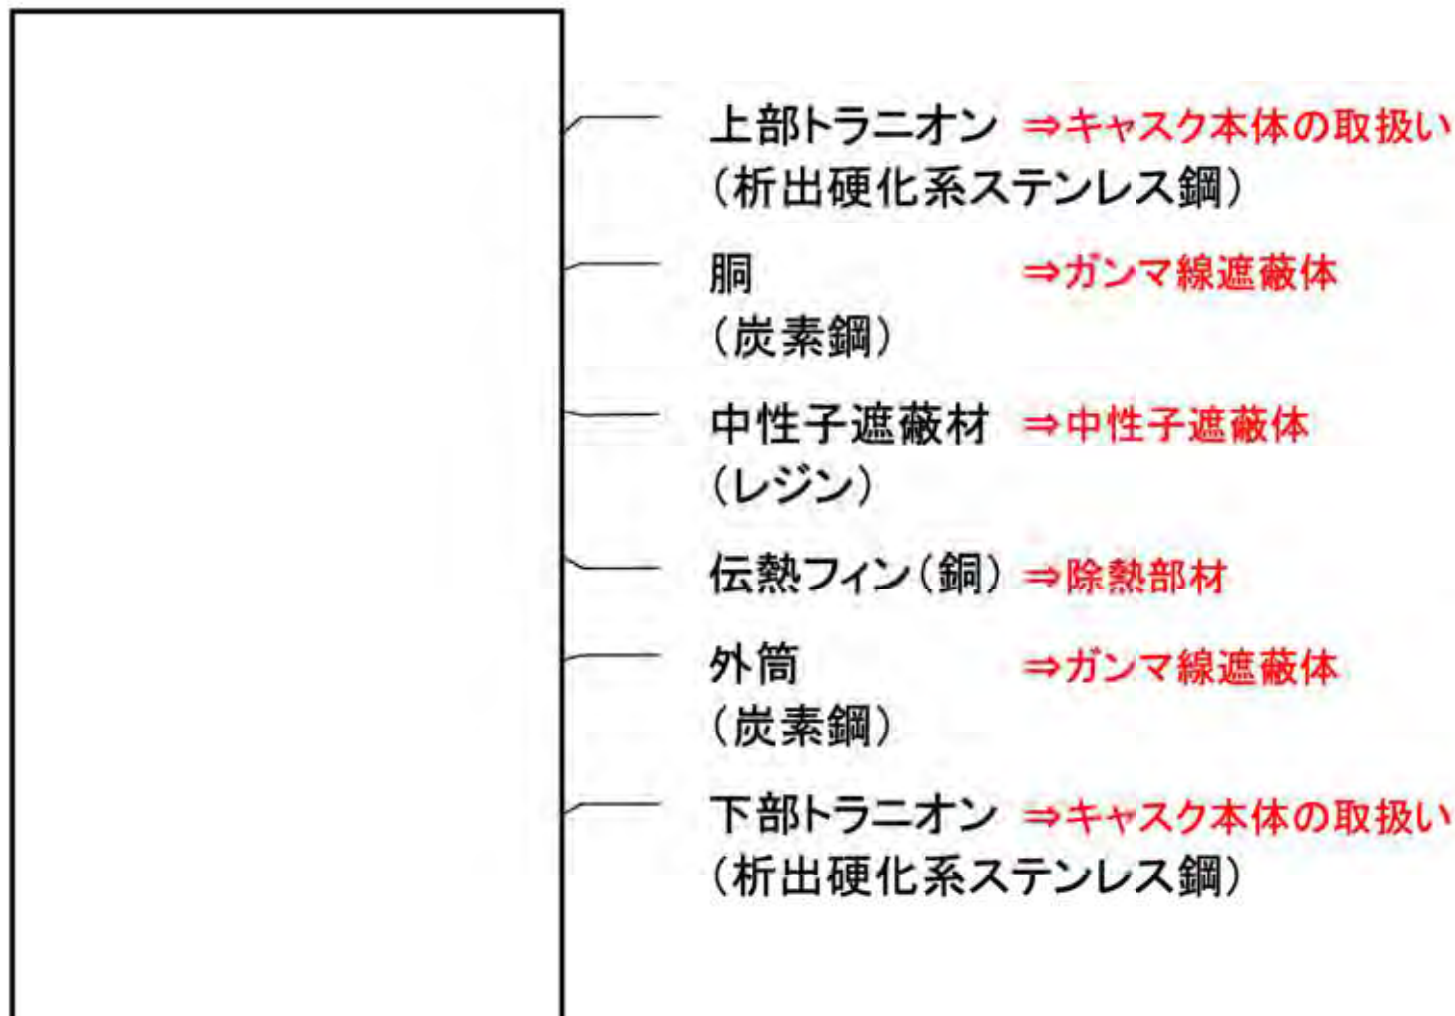 上部トラニオン ⇒キャスク本体の取扱い
(析出硬化系ステンレス鋼)
胴 ⇒ガンマ線遮蔽体
(炭素鋼)
中性子遮蔽材 ⇒中性子遮蔽体
(レジン)
伝熱フィン(銅) ⇒除熱部材
外筒 ⇒ガンマ線遮蔽体
(炭素鋼)
下部トラニオン ⇒キャスク本体の取扱い
(析出硬化系ステンレス鋼)